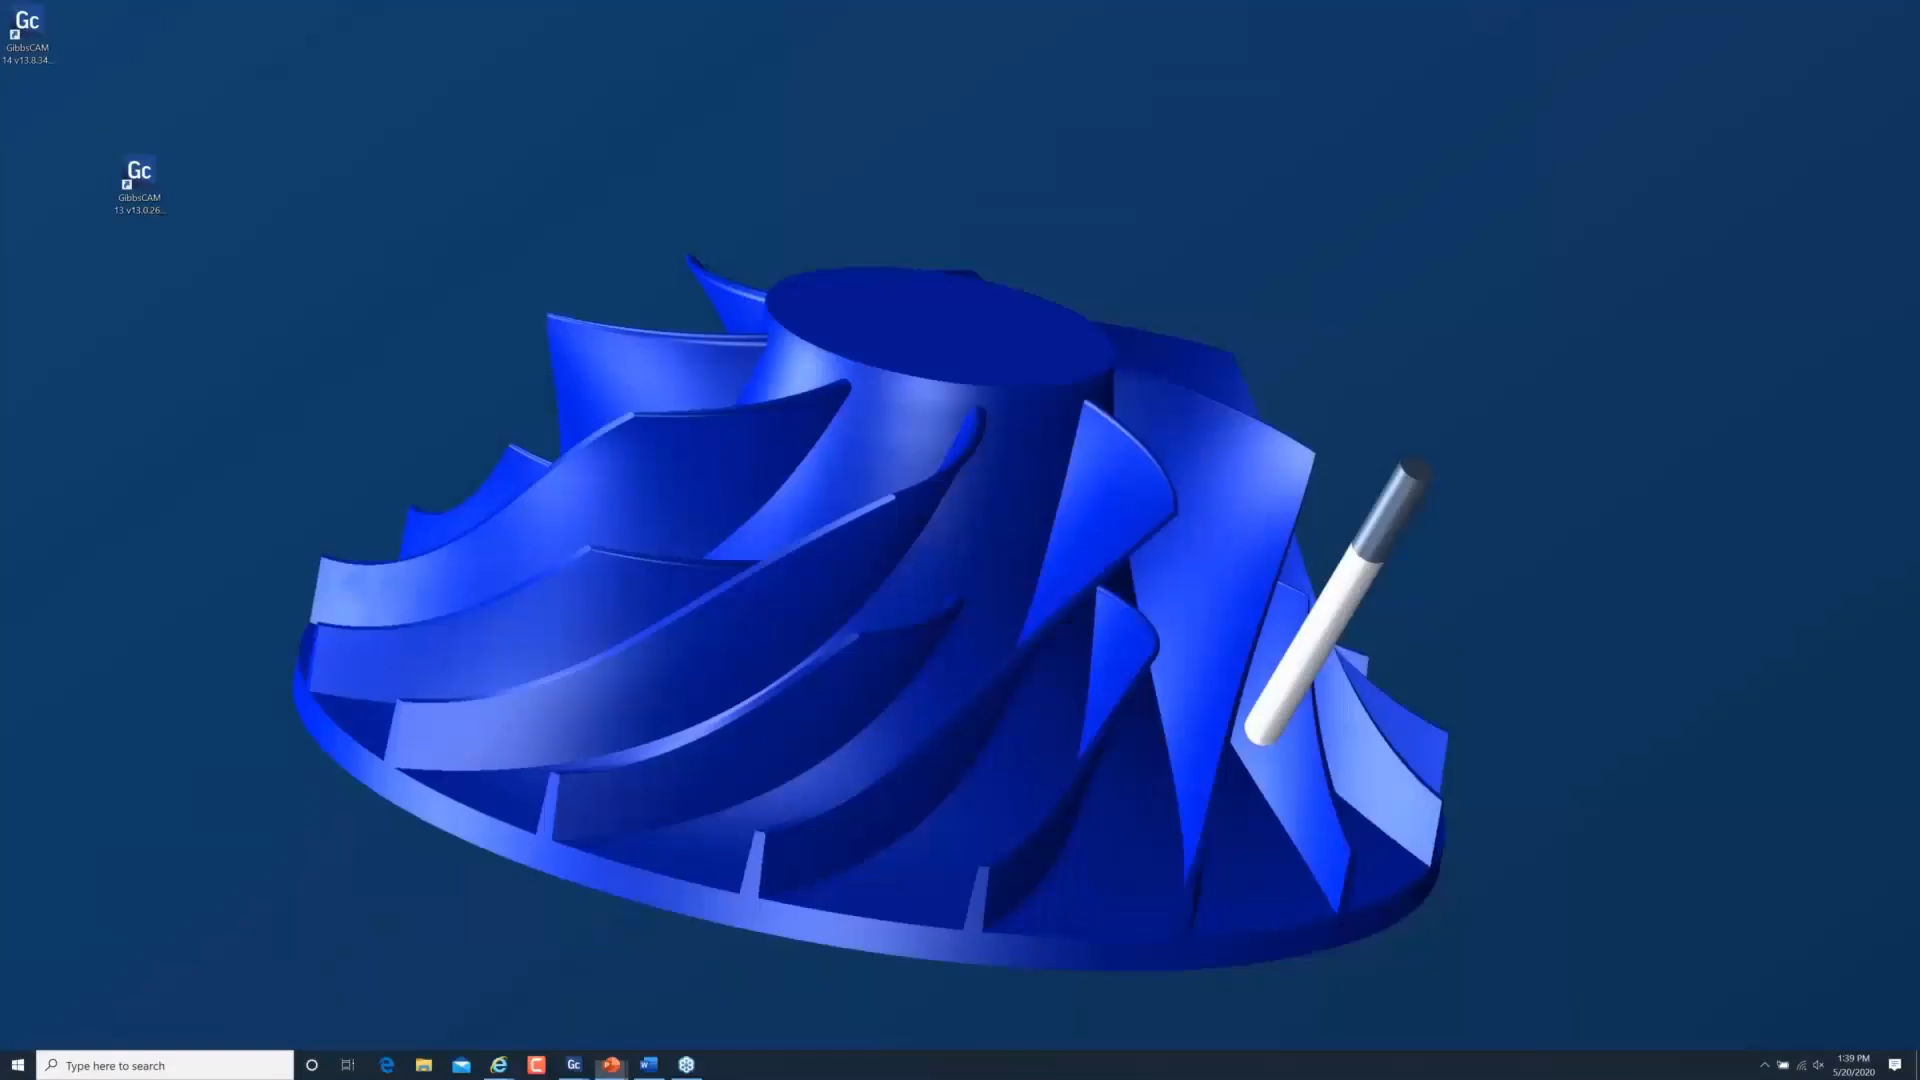 Gc
GibbsCAM
14 v13.8.34...
Gc
GibbsCAM
13 v13.0.26...
Type here to search
Gc
1:39 PM
5/20/2020